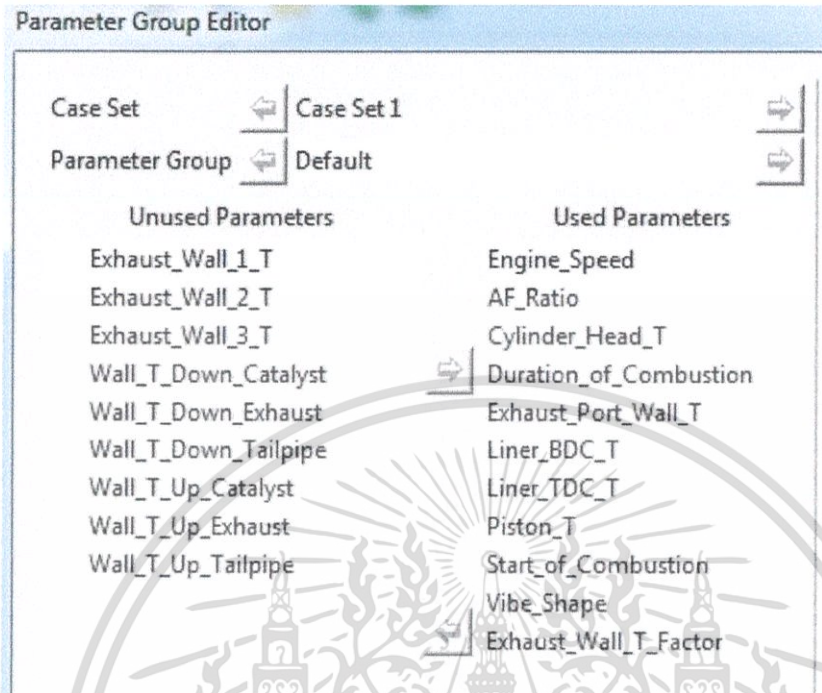 Parameter Group Editor
Case Set Case Set 1
Parameter Group Default
Unused Parameters Used Parameters
Exhaust_Wall_1_T Engine_Speed
Exhaust_Wall_2_T AF_Ratio
Exhaust_Wall_3_T Cylinder_Head_T
Wall_T_Down_Catalyst Duration_of_Combustion
Wall_T_Down_Exhaust Exhaust_Port_Wall_T
Wall_T_Down_Tailpipe Liner_BDC_T
Wall_T_Up_Catalyst Liner_TDC_T
Wall_T_Up_Exhaust Piston_T
Wall_T_Up_Tailpipe Start_of_Combustion
Vibe_Shape
Exhaust_Wall_T_Factor